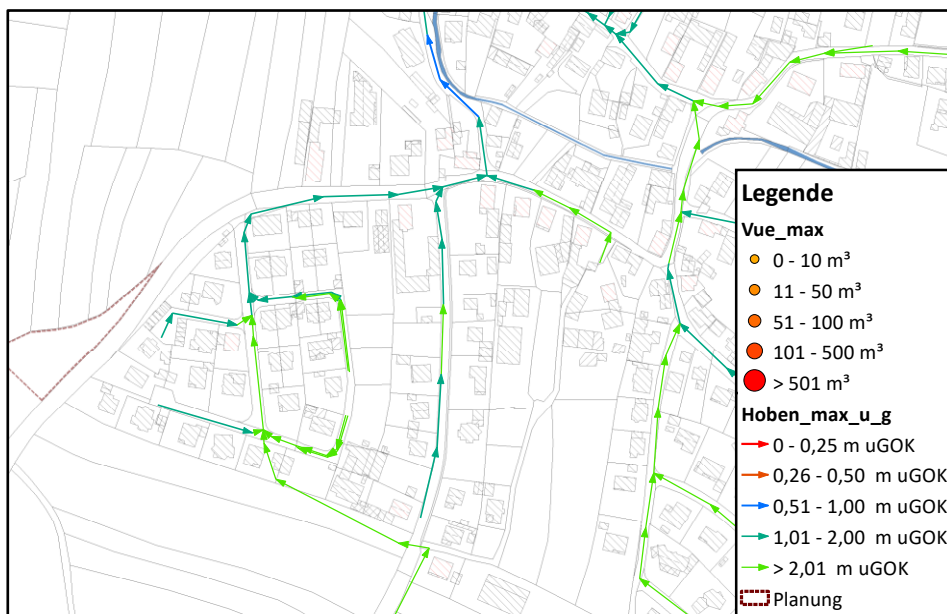 Legende
Vue_max
0 - 10 m³
11 - 50 m³
51 - 100 m³
101 - 500 m³
> 501 m³
Hoben_max_u_g
0 - 0,25 m uGOK
0,26 - 0,50 m uGOK
0,51 - 1,00 m uGOK
1,01 - 2,00 m uGOK
> 2,01 m uGOK
Planung